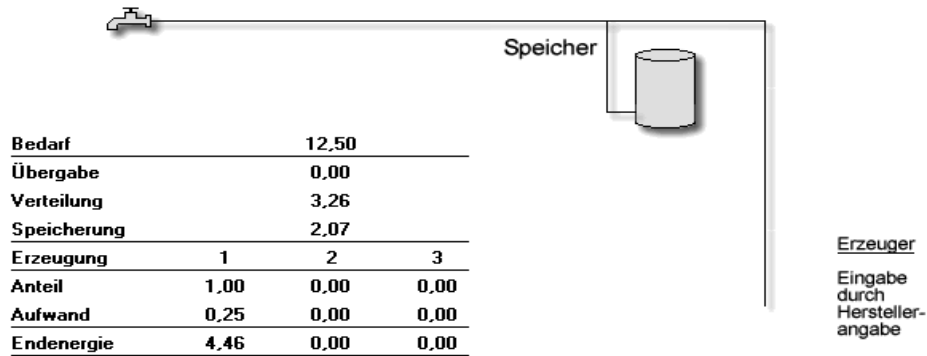 Speicher
Bedarf 12,50
Übergabe 0,00
Verteilung 3,26
Speicherung 2,07
Erzeugung 1 2 3
Anteil 1,00 0,00 0,00
Aufwand 0,25 0,00 0,00
Endenergie 4,46 0,00 0,00
Erzeuger
Eingabe
durch
Hersteller-
angabe